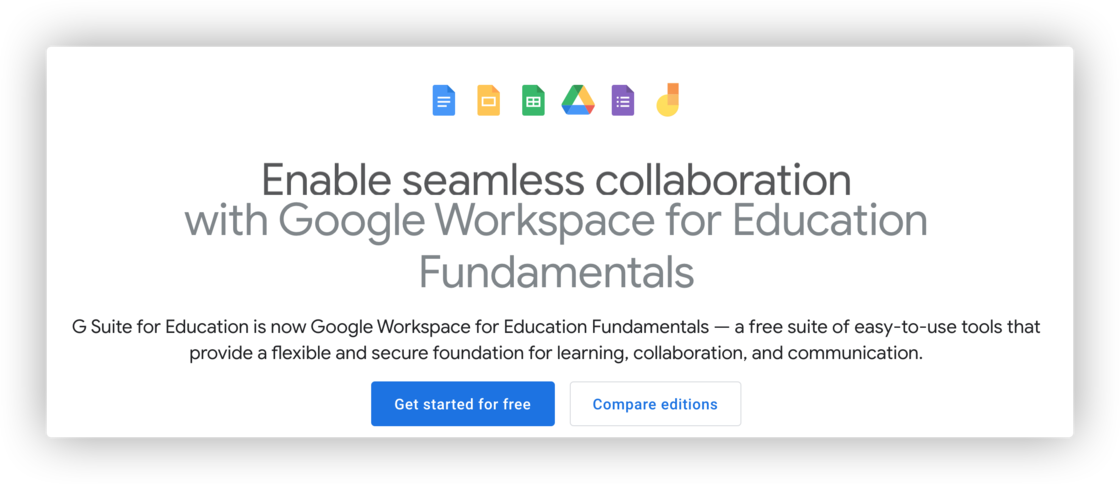 Enable seamless collaboration
with Google Workspace for Education
Fundamentals
G Suite for Education is now Google Workspace for Education Fundamentals — a free suite of easy-to-use tools that
provide a flexible and secure foundation for learning, collaboration, and communication.
Get started for free
Compare editions